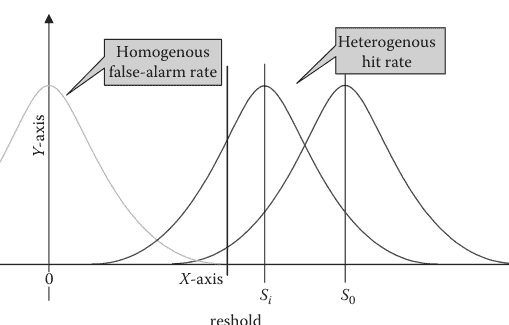 Homogenous
false-alarm rate
Heterogenous
hit rate
Y-axis
0
X-axis
Si
S0
reshold